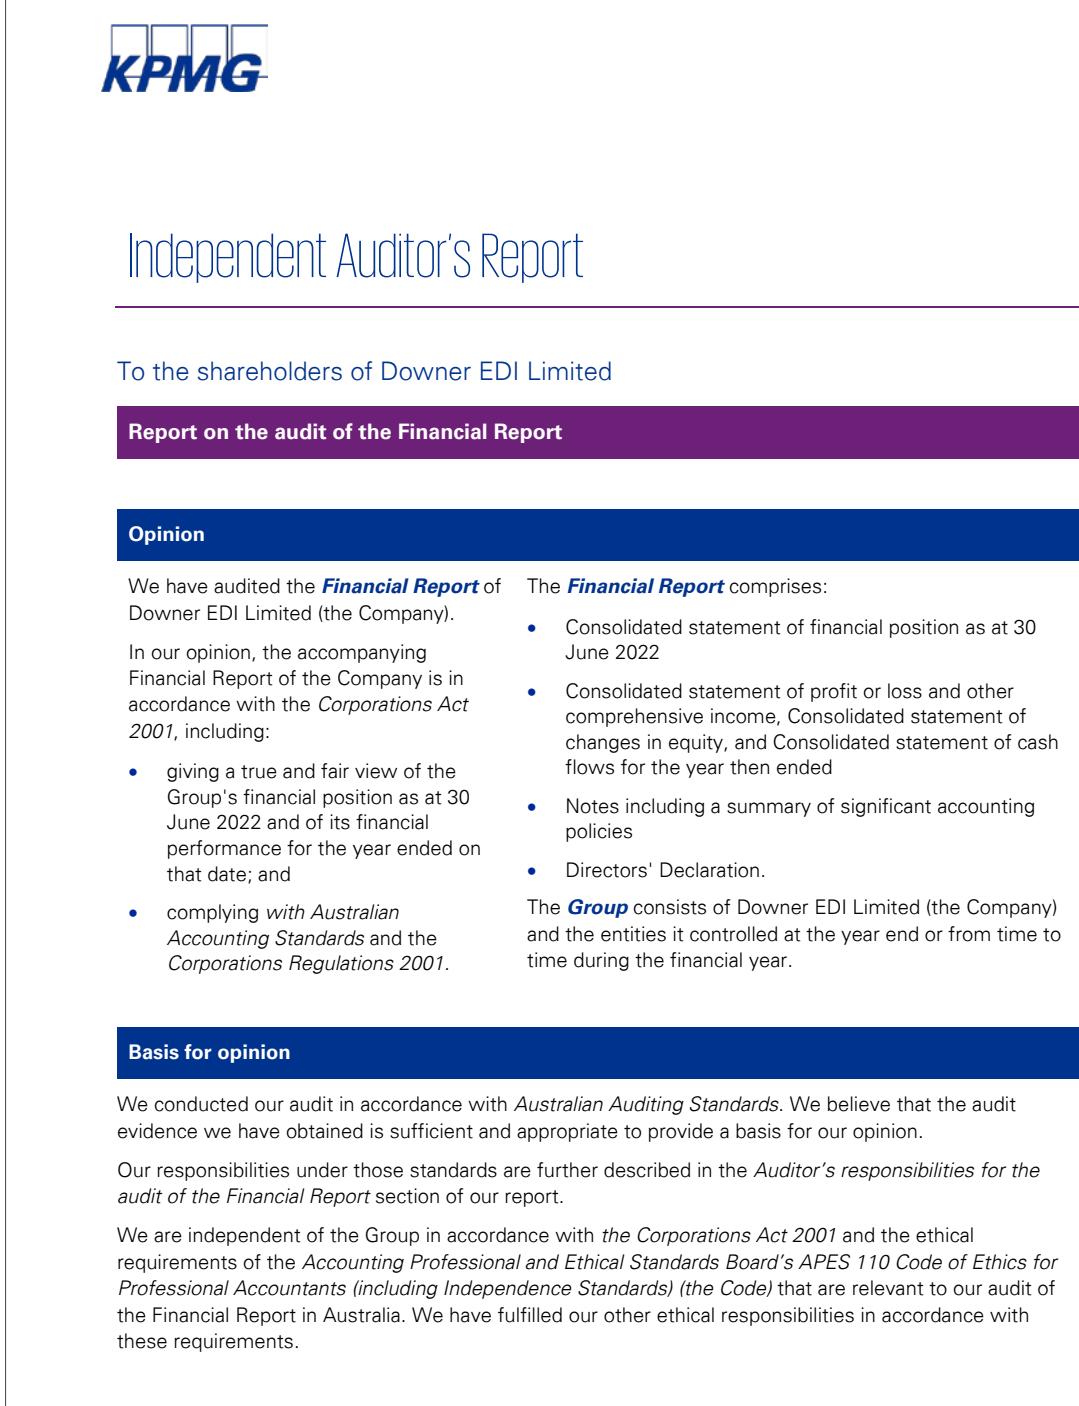 KPMG
Independent Auditor's Report
To the shareholders of Downer EDI Limited
Report on the audit of the Financial Report
Opinion
We have audited the Financial Report of
Downer EDI Limited (the Company).
In our opinion, the accompanying
Financial Report of the Company is in
accordance with the Corporations Act
2001, including:
• giving a true and fair view of the
Group's financial position as at 30
June 2022 and of its financial
performance for the year ended on
that date; and
• complying with Australian
Accounting Standards and the
Corporations Regulations 2001.
The Financial Report comprises:
• Consolidated statement of financial position as at 30
June 2022
• Consolidated statement of profit or loss and other
comprehensive income, Consolidated statement of
changes in equity, and Consolidated statement of cash
flows for the year then ended
• Notes including a summary of significant accounting
policies
• Directors' Declaration.
The Group consists of Downer EDI Limited (the Company)
and the entities it controlled at the year end or from time to
time during the financial year.
Basis for opinion
We conducted our audit in accordance with Australian Auditing Standards. We believe that the audit
evidence we have obtained is sufficient and appropriate to provide a basis for our opinion.
Our responsibilities under those standards are further described in the Auditor’s responsibilities for the
audit of the Financial Report section of our report.
We are independent of the Group in accordance with the Corporations Act 2001 and the ethical
requirements of the Accounting Professional and Ethical Standards Board’s APES 110 Code of Ethics for
Professional Accountants (including Independence Standards) (the Code) that are relevant to our audit of
the Financial Report in Australia. We have fulfilled our other ethical responsibilities in accordance with
these requirements.